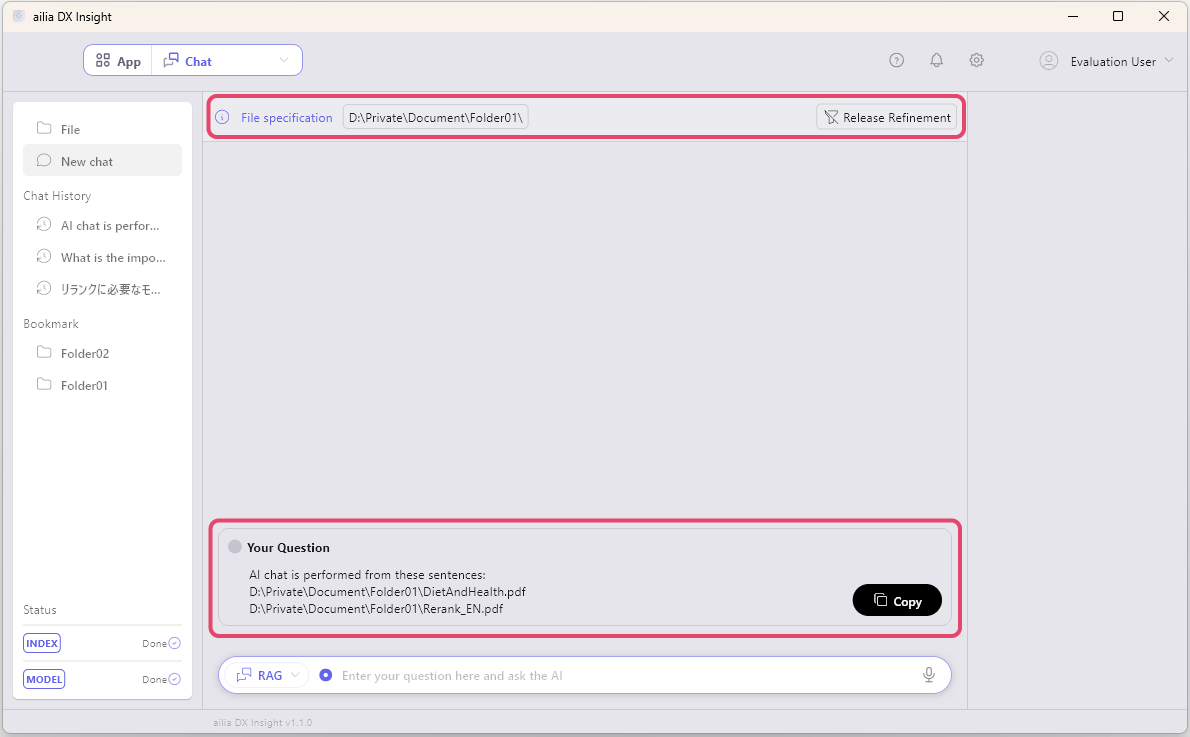 ailia DX Insight
App
Chat
Evaluation User
File
New chat
Chat History
AI chat is perfor...
What is the impo...
リランクに必要なモ...
Bookmark
Folder02
Folder01
Status
INDEX Done
MODEL Done
File specification D:\Private\Document\Folder01\ Release Refinement
Your Question
AI chat is performed from these sentences:
D:\Private\Document\Folder01\DietAndHealth.pdf
D:\Private\Document\Folder01\Rerank_EN.pdf
Copy
RAG Enter your question here and ask the AI
ailia DX Insight v1.1.0